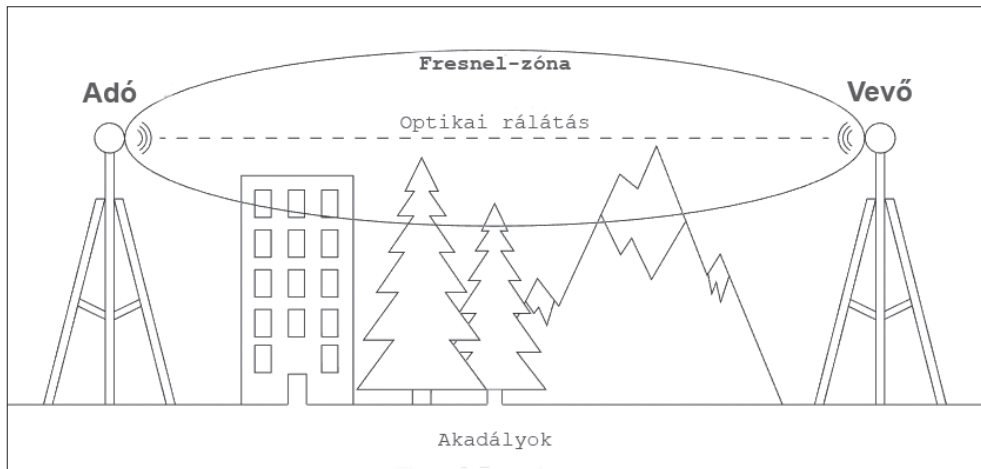 Fresnel-zóna
Adó
Vevő
Optikai rálátás
Akadályok